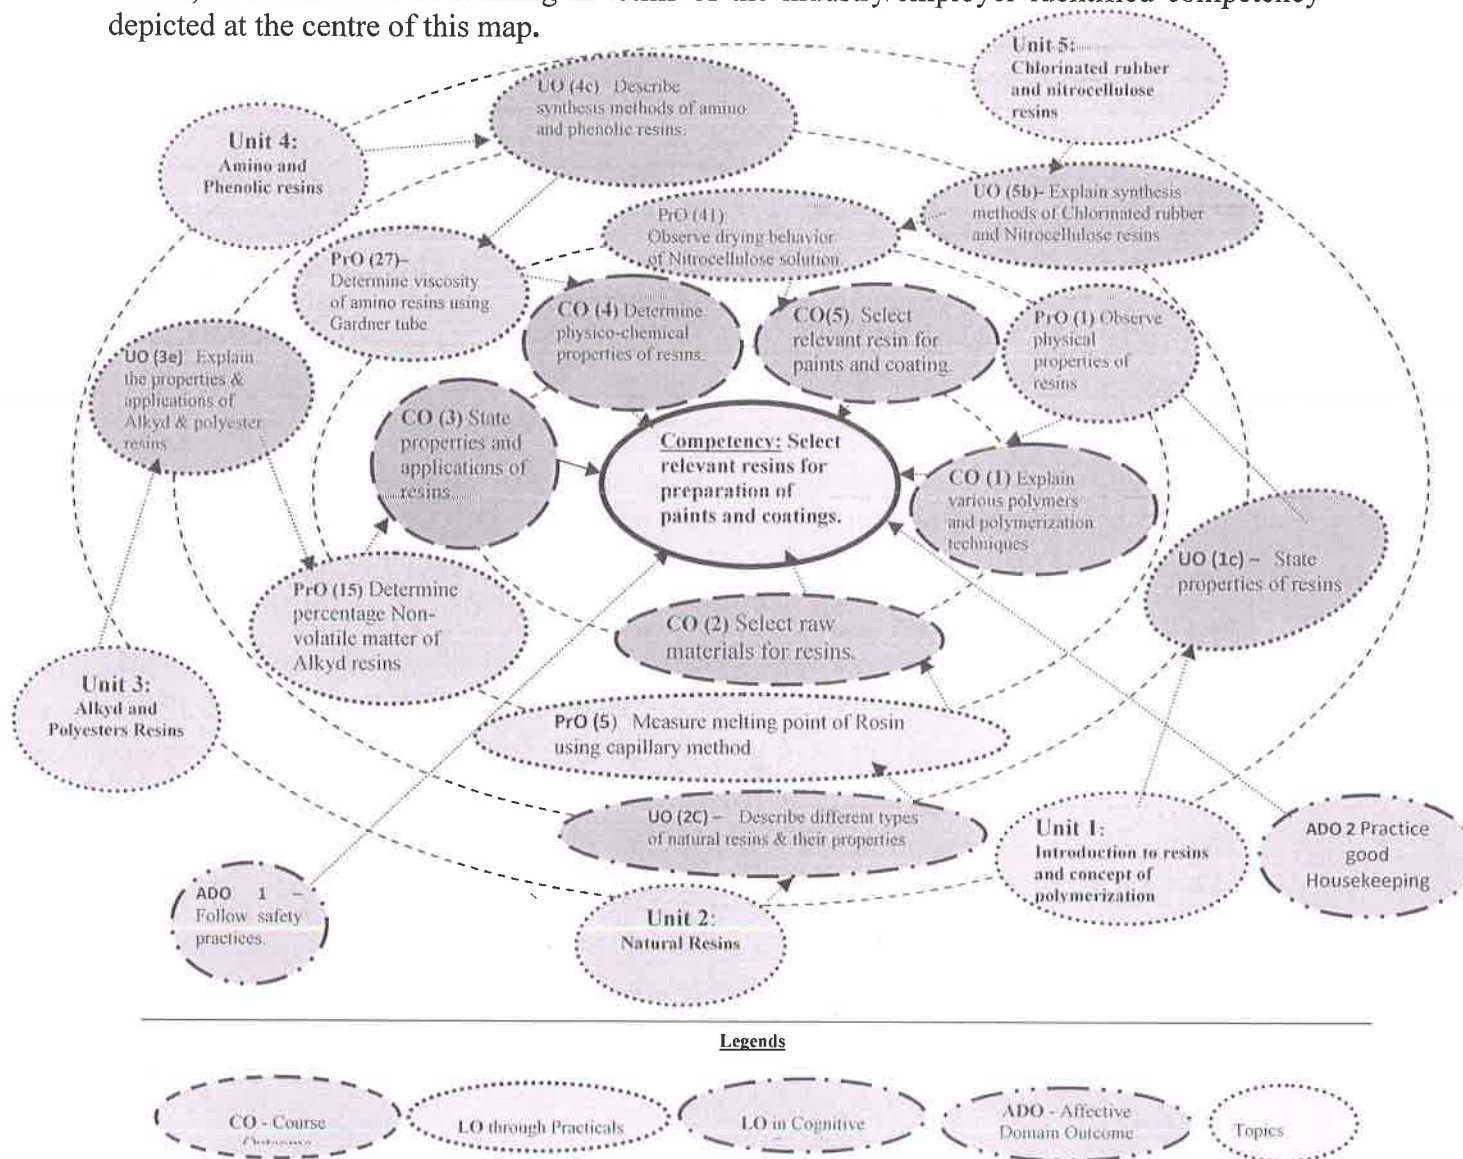 depicted at the centre of this map.
Unit 5:
Chlorinated rubber
and nitrocellulose
resins
UO (4c) Describe
synthesis methods of amino
and phenolic resins.
Unit 4:
Amino and
Phenolic resins
UO (5b)- Explain synthesis
methods of Chlorinated rubber
and Nitrocellulose resins
PrO (41)
Observe drying behavior
of Nitrocellulose solution.
PrO (27)–
Determine viscosity
of amino resins using
Gardner tube
CO (4) Determine
physico-chemical
properties of resins.
CO(5) Select
relevant resin for
paints and coating.
PrO (1) Observe
physical
properties of
resins
UO (3e) Explain
the properties &
applications of
Alkyd & polyester
resins
CO (3) State
properties and
applications of
resins
Competency: Select
relevant resins for
preparation of
paints and coatings.
CO (1) Explain
various polymers
and polymerization
techniques
UO (1c) – State
properties of resins
PrO (15) Determine
percentage Non-
volatile matter of
Alkyd resins
CO (2) Select raw
materials for resins.
Unit 3:
Alkyd and
Polyesters Resins
PrO (5) Measure melting point of Rosin
using capillary method
UO (2C) – Describe different types
of natural resins & their properties
Unit 1:
Introduction to resins
and concept of
polymerization
ADO 2 Practice
good
Housekeeping
ADO 1 –
Follow safety
practices.
Unit 2:
Natural Resins
Legends
CO - Course
LO through Practicals
LO in Cognitive
ADO - Affective
Domain Outcome
Topics